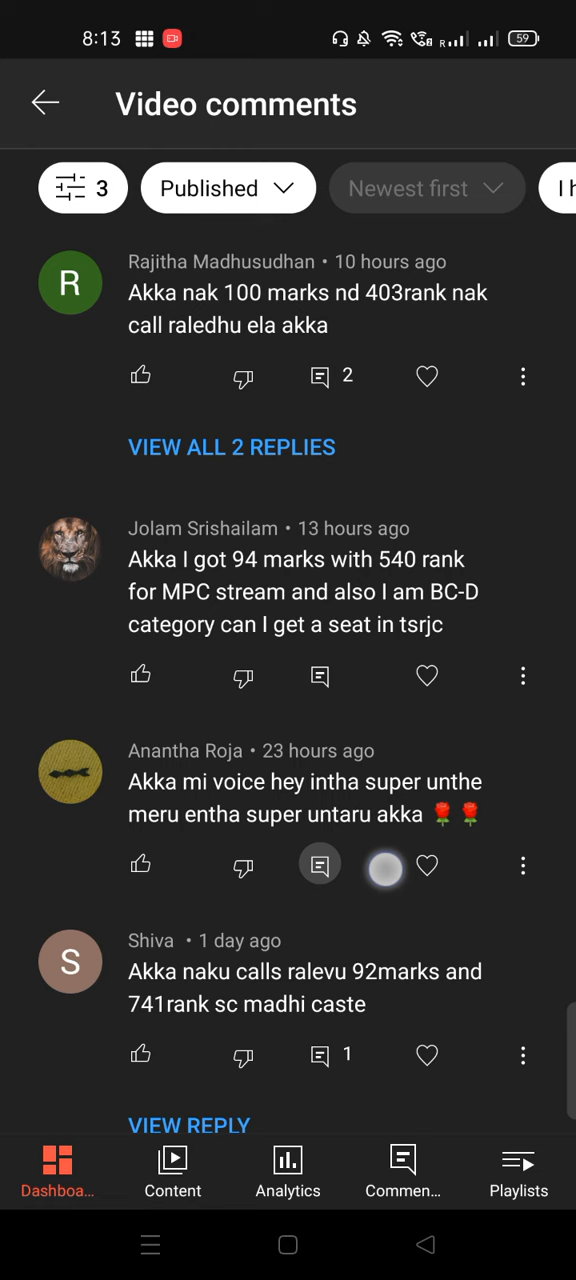 8:13
R
59
Video comments
3
Published
Newest first
I h
R
Rajitha Madhusudhan • 10 hours ago
Akka nak 100 marks nd 403rank nak
call raledhu ela akka
2
VIEW ALL 2 REPLIES
Jolam Srishailam • 13 hours ago
Akka I got 94 marks with 540 rank
for MPC stream and also I am BC-D
category can I get a seat in tsrjc
Anantha Roja • 23 hours ago
Akka mi voice hey intha super unthe
meru entha super untaru akka 🌹🌹
S
Shiva • 1 day ago
Akka naku calls ralevu 92marks and
741rank sc madhi caste
1
VIEW REPLY
Dashboa...
Content
Analytics
Commen...
Playlists